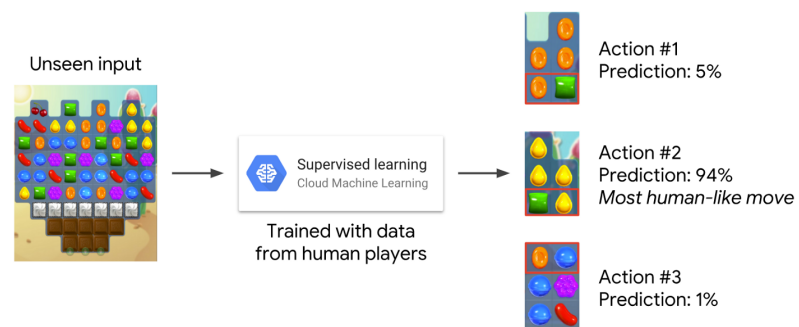 Unseen input
Supervised learning
Cloud Machine Learning
Trained with data
from human players
Action #1
Prediction: 5%
Action #2
Prediction: 94%
Most human-like move
Action #3
Prediction: 1%